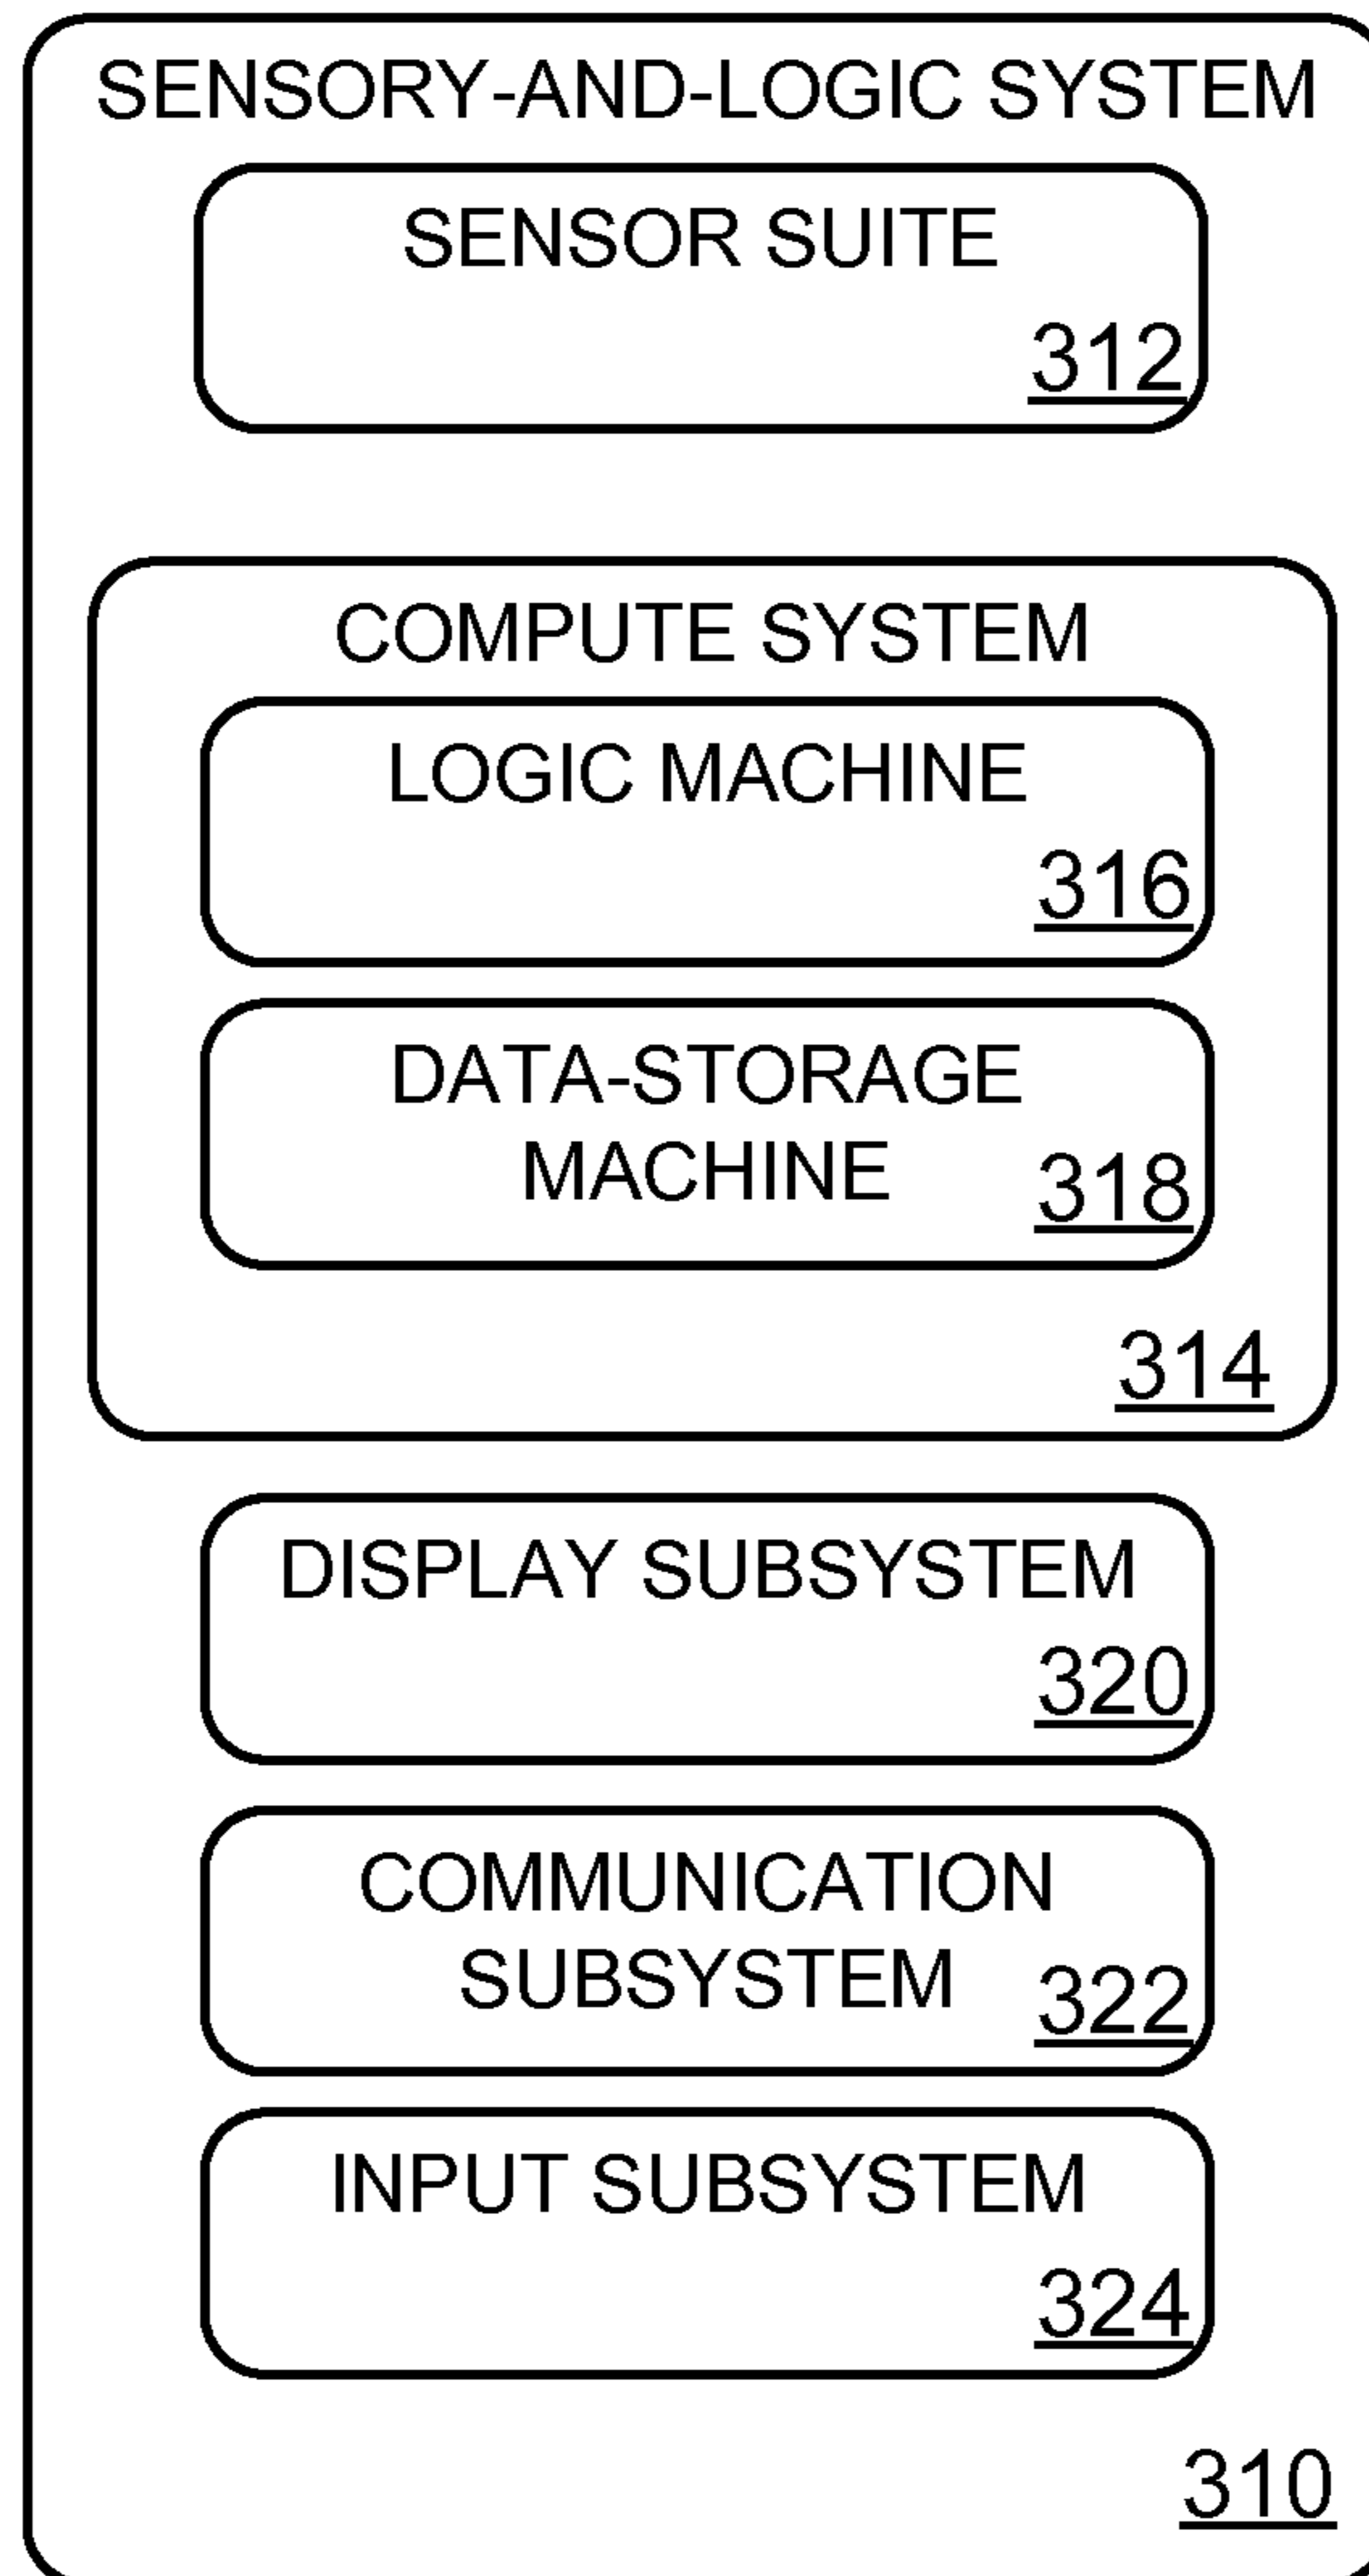 SENSORY-AND-LOGIC SYSTEM
SENSOR SUITE
312
COMPUTE SYSTEM
LOGIC MACHINE
316
DATA-STORAGE
MACHINE 318
314
DISPLAY SUBSYSTEM
320
COMMUNICATION
SUBSYSTEM 322
INPUT SUBSYSTEM
324
310